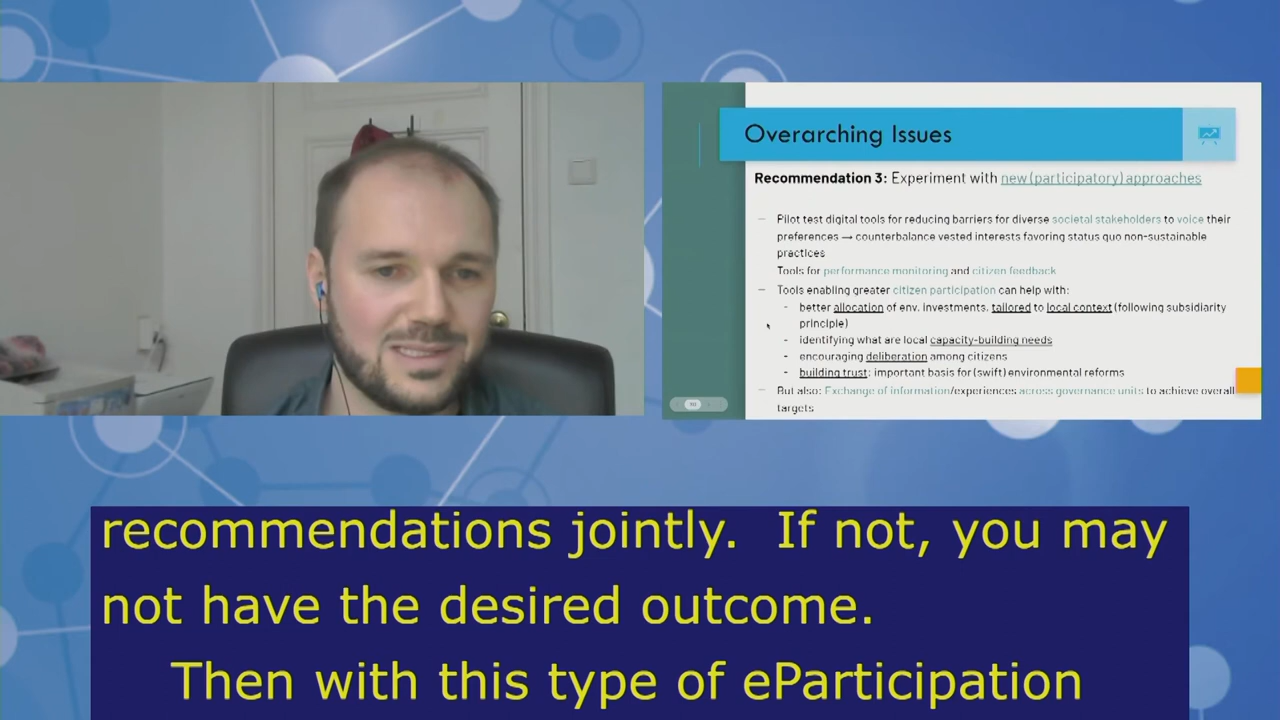 Overarching Issues
Recommendation 3: Experiment with new (participatory) approaches
— Pilot test digital tools for reducing barriers for diverse societal stakeholders to voice their
preferences → counterbalance vested interests favoring status quo non-sustainable
practices
Tools for performance monitoring and citizen feedback
— Tools enabling greater citizen participation can help with:
- better allocation of env. investments, tailored to local context (following subsidiarity
principle)
- identifying what are local capacity-building needs
- encouraging deliberation among citizens
- building trust: important basis for (swift) environmental reforms
— But also: Exchange of information/experiences across governance units to achieve overall
targets
recommendations jointly. If not, you may
not have the desired outcome.
Then with this type of eParticipation